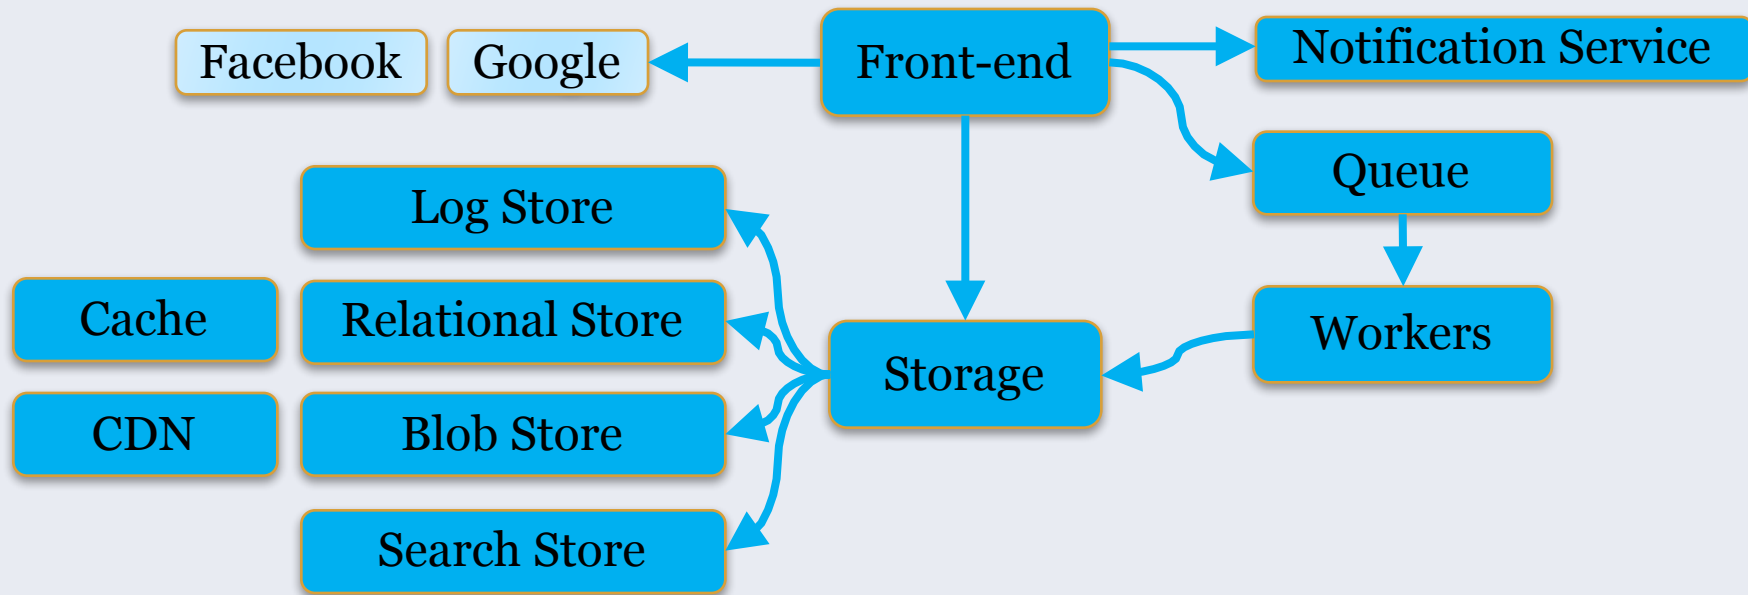 Facebook
Google
Front-end
Notification Service
Queue
Log Store
Cache
Relational Store
Workers
Storage
CDN
Blob Store
Search Store